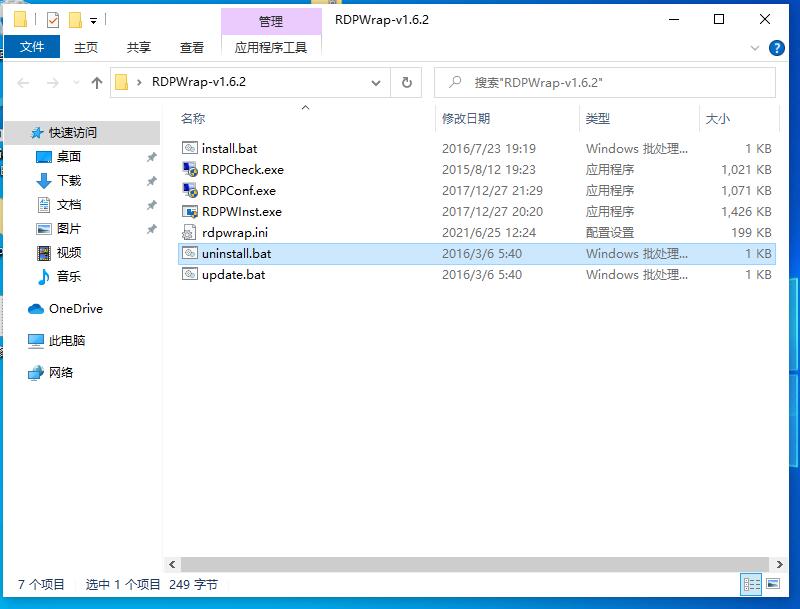 管理
RDPWrap-v1.6.2
文件
主页
共享
查看
应用程序工具
RDPWrap-v1.6.2
搜索"RDPWrap-v1.6.2"
名称
修改日期
类型
大小
快速访问
桌面
下载
文档
图片
视频
音乐
OneDrive
此电脑
网络
install.bat 2016/7/23 19:19 Windows 批处理... 1 KB
RDPCheck.exe 2015/8/12 19:23 应用程序 1,021 KB
RDPConf.exe 2017/12/27 21:29 应用程序 1,071 KB
RDPWInst.exe 2017/12/27 20:20 应用程序 1,426 KB
rdpwrap.ini 2021/6/25 12:24 配置设置 199 KB
uninstall.bat 2016/3/6 5:40 Windows 批处理... 1 KB
update.bat 2016/3/6 5:40 Windows 批处理... 1 KB
7 个项目 选中 1 个项目 249 字节